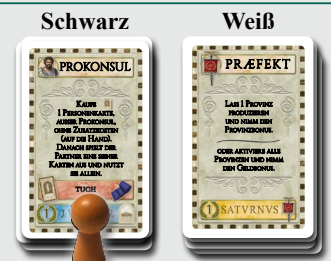 Schwarz
Weiß
PROKONSUL
KAUFE
1 PERSONENKARTE,
AUSSER PROKONSUL,
OHNE ZUSATZKOSTEN
(AUF DIE HAND).
DANACH SPIELT DER
PARTNER EINE SEINER
KARTEN AUS UND NUTZT
SIE ALLEIN.
TUCH
1 J
PRÆFEKT
LASS 1 PROVINZ
PRODUZIEREN
UND NIMM DEN
PROVINZBONUS.
ODER AKTIVIERE ALLE
PROVINZEN UND NIMM
DEN GELDBONUS.
1 SATVRNVS